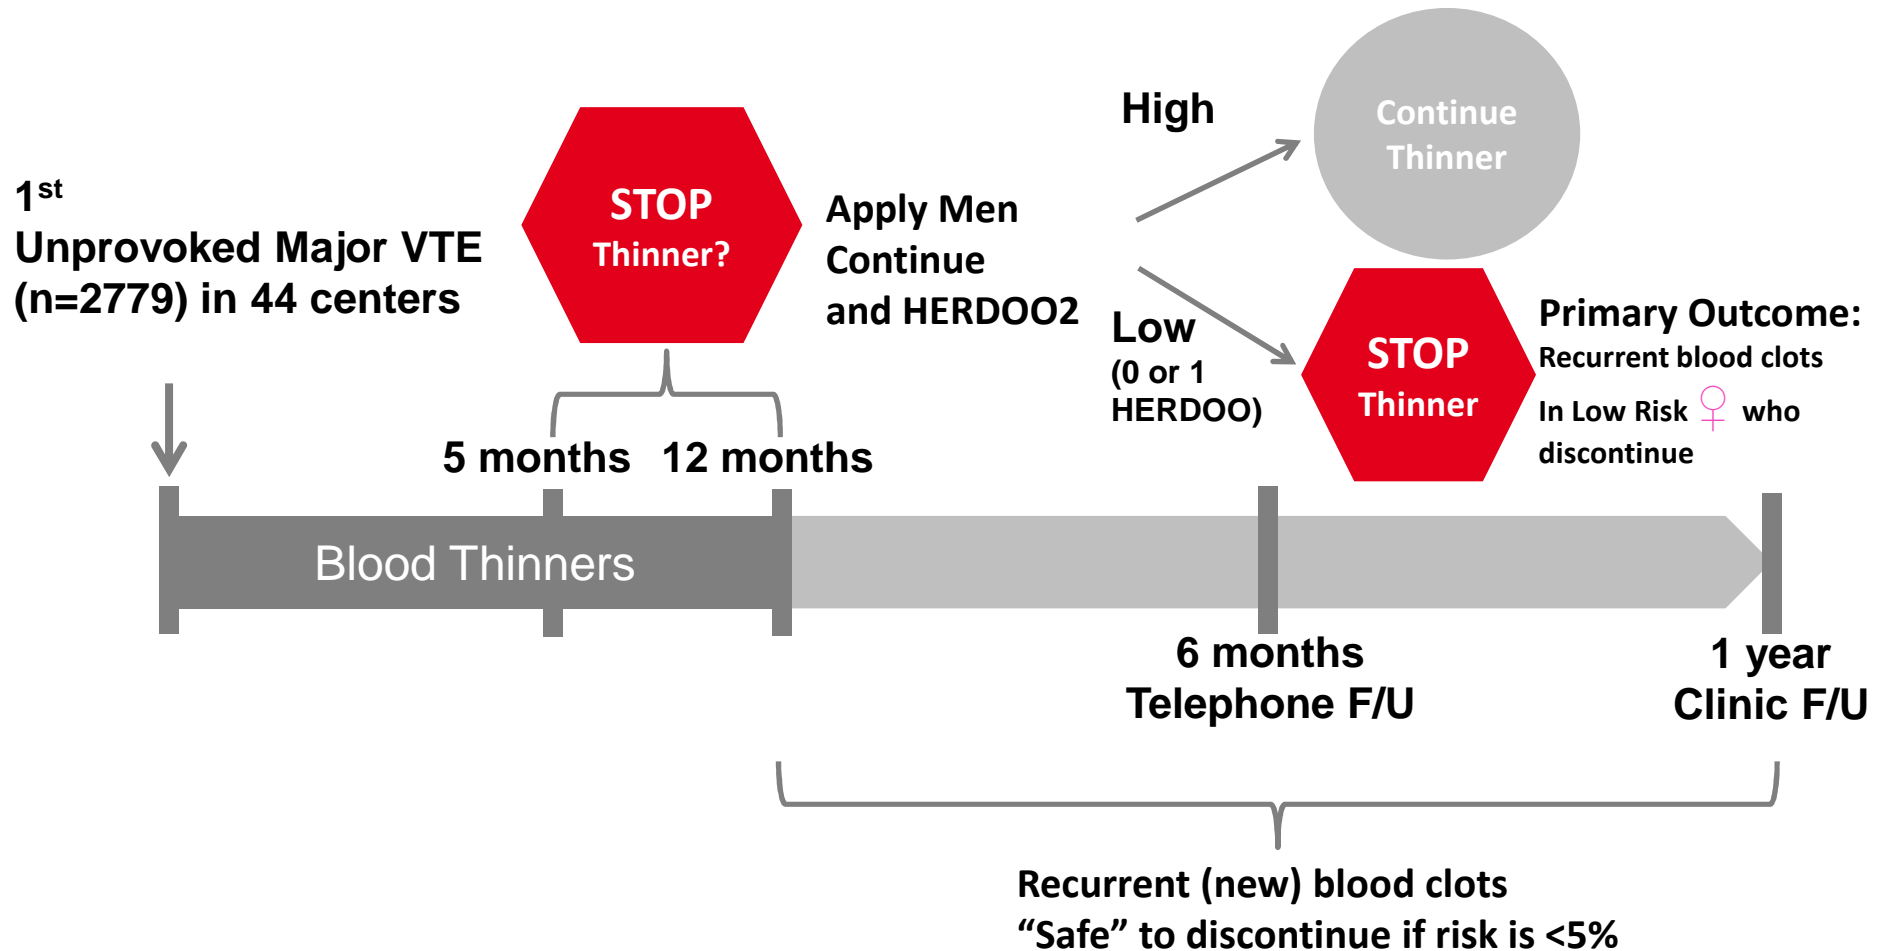 1st
Unprovoked Major VTE
(n=2779) in 44 centers
STOP
Thinner?
Apply Men
Continue
and HERDOO2
High
Continue
Thinner
Low
(0 or 1
HERDOO)
STOP
Thinner
Primary Outcome:
Recurrent blood clots
In Low Risk ♀ who
discontinue
5 months
12 months
Blood Thinners
6 months
Telephone F/U
1 year
Clinic F/U
Recurrent (new) blood clots
“Safe” to discontinue if risk is <5%